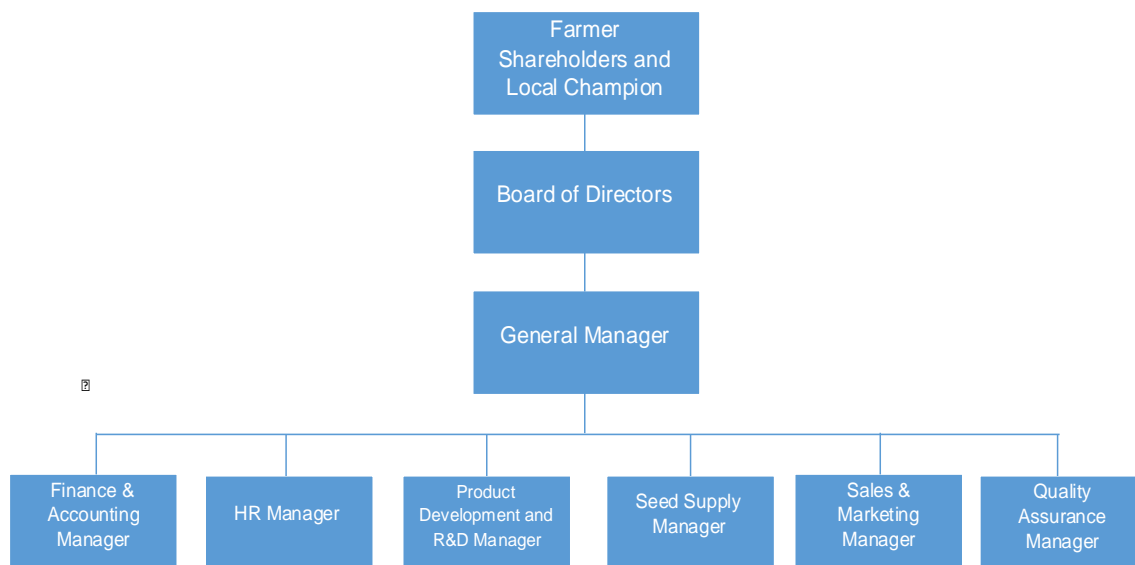 Farmer
Shareholders and
Local Champion
Board of Directors
General Manager
Finance &
Accounting
Manager
HR Manager
Product
Development and
R&D Manager
Seed Supply
Manager
Sales &
Marketing
Manager
Quality
Assurance
Manager